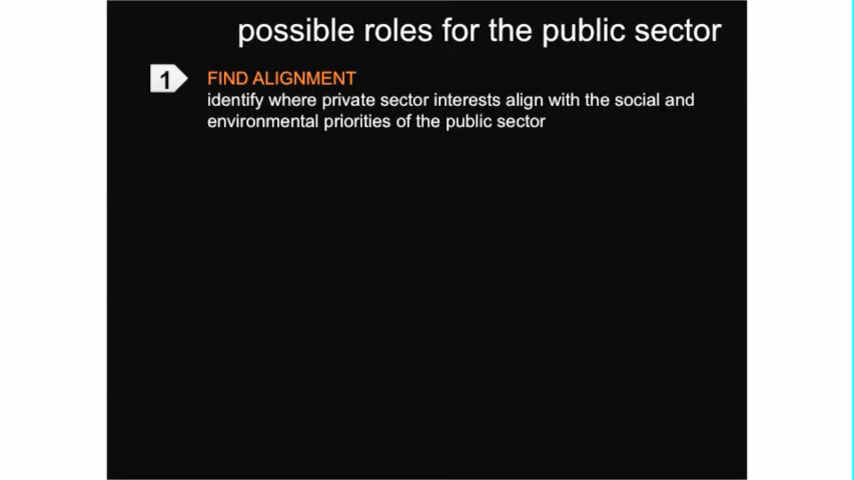 possible roles for the public sector
1
FIND ALIGNMENT
identify where private sector interests align with the social and
environmental priorities of the public sector